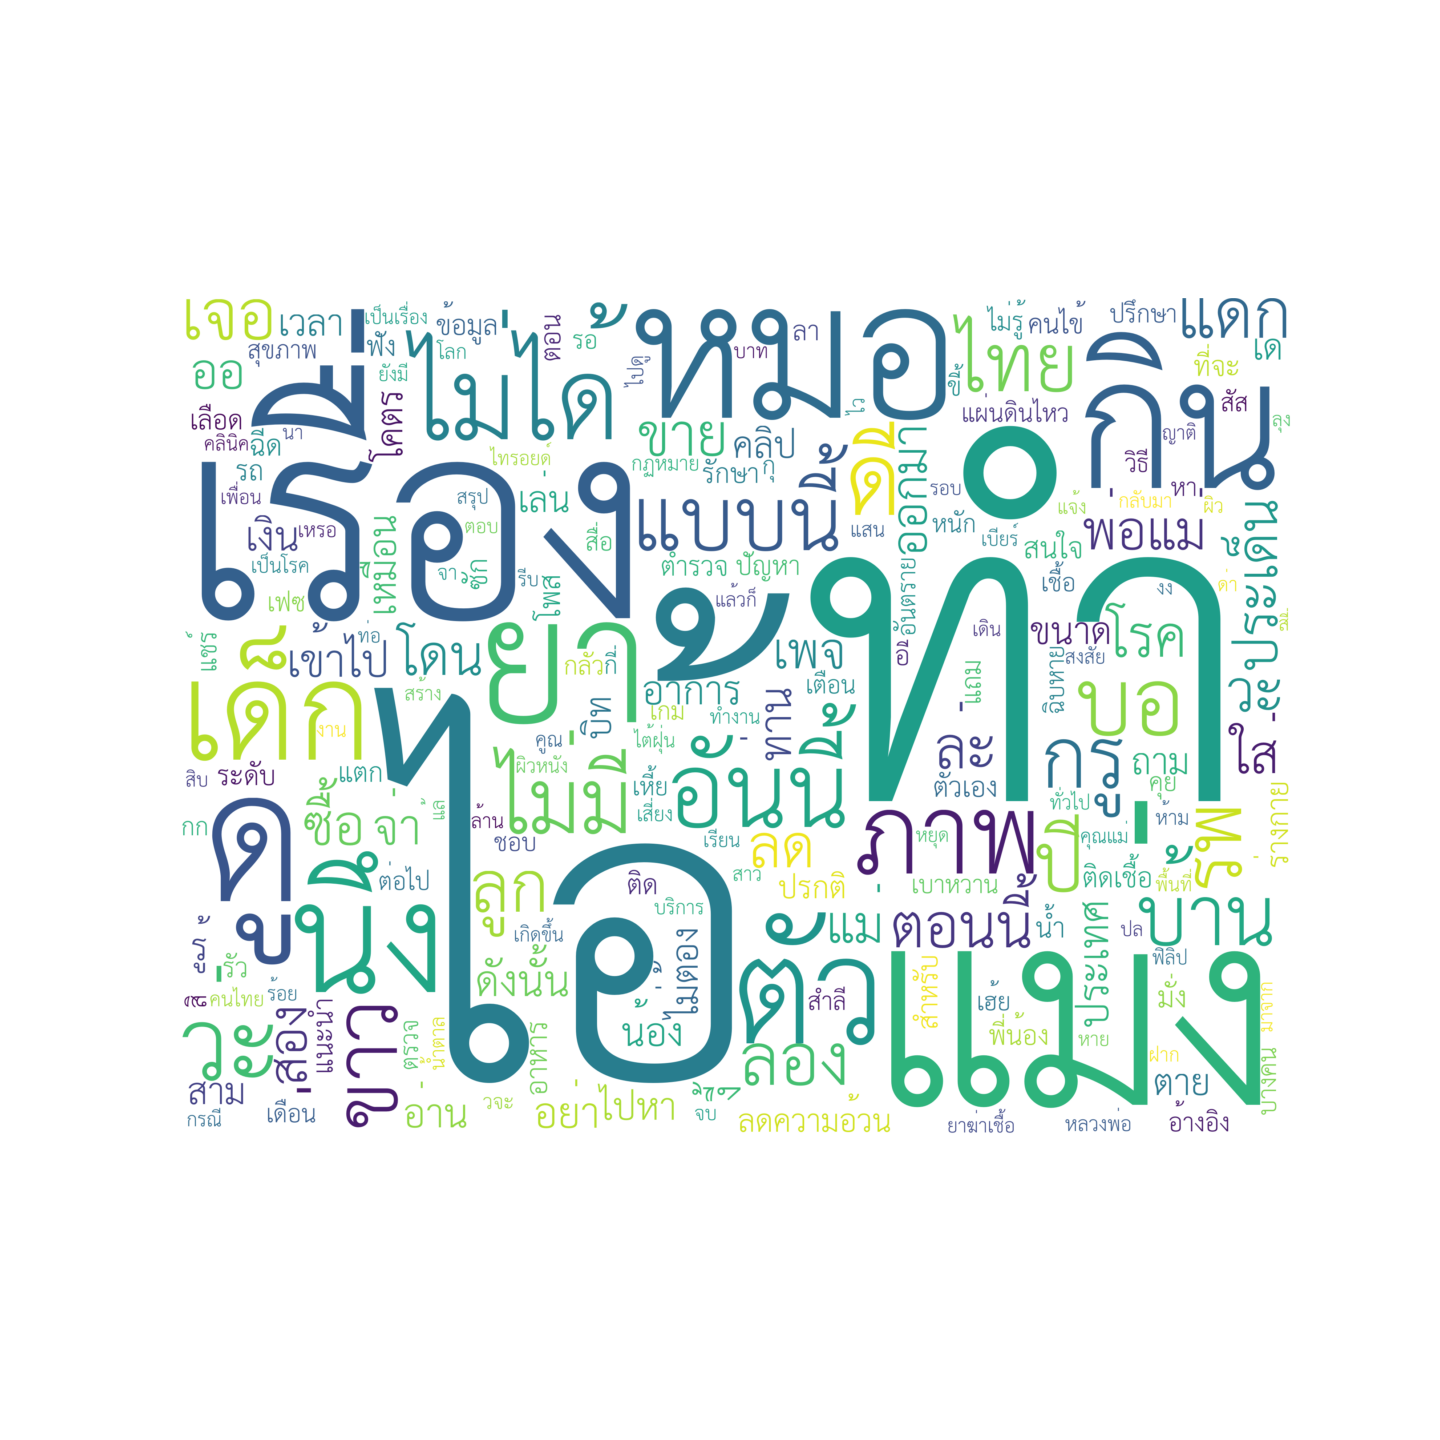 เจอ
เวลา
เป็นเรื่อง
ข้อมูล
ตอน
รอ
หมอ
บาท
ลา
ไทย
ไม่รู้
คนไข้
ปรึกษา
แดก
ออ
สุขภาพ
ฟัง
โลก
ยังมี
ไม่ได้
ไปดู
ไว
ขี้
ที่จะ
เด
เลือด
คลินิค
ฉีด
นา
โคตร
เรื่อง
ขาย
คลิป
แผ่นดินไหว
กิน
สัส
ลุง
ญาติ
รถ
ไทรอยด์
กฏหมาย
รักษา
กุ
ดี
ออกมา
วิธี
เพื่อน
สรุป
เล่น
แบบนี้
แสน
รอบ
หนัก
เบียร์
ทำ
พ่อแม่
กลับมา
หา
ผิว
แจ้ง
เงิน
เหรอ
เหมือน
ตอบ
สื่อ
สนใจ
ประเด็น
เป็นโรค
จา
ซัก
รีบ
ตำรวจ
ปัญหา
อันตราย
เชื้อ
งง
ด่า
เฟซ
โพส
แล้วก็
แชร์
เด็ก
เข้าไป
ท่อ
โดน
ยา
กลัว
กี่
อาการ
เพจ
อี
เดิน
ขนาด
โรค
สงสัย
สร้าง
เตือน
แถม
ฉิบหาย
บอ
วะ
งาน
บิท
เกม
ทำงาน
ทาน
คูณ
ไต้ฝุ่น
ล่ะ
กรู
ถาม
ใส่
สิบ
ระดับ
แตก
ผิวหนัง
ไม่มี
เหี้ย
อันนี้
ตัวเอง
คุย
ดู
ซื้อ
จ่า
แล
ล้าน
เสี่ยง
ทั่วไป
ห้าม
ร่างกาย
กก
ชอบ
เรียน
ลด
ภาพ
หยุด
ปี
คุณแม่
รพ
นึง
ต่อไป
ลูก
ไอ้
ติด
สาว
ปรกติ
เบาหวาน
ติดเชื้อ
พื้นที่
บริการ
รู้
เกิดขึ้น
แม่
ตอนนี้
น้ำ
ประเทศ
ปล
บ้าน
รัว
ดังนั้น
ไม่ต้อง
ตัว
สำหรับ
ฟิลิป
คนไทย
ร้อย
สำลี
เฮ้ย
มั่ง
มาจาก
วะ
สอง
แนะนำ
ขาว
ตรวจ
น้ำตาล
อาหาร
น้อง
ลอง
แม่ง
พี่น้อง
หาย
ฝาก
บางคน
สาม
วจะ
ตาย
กรณี
เดือน
อ่าน
อย่า
ไปหา
จบ
ลดความอ้วน
ยาฆ่าเชื้อ
หลวงพ่อ
อ้างอิง